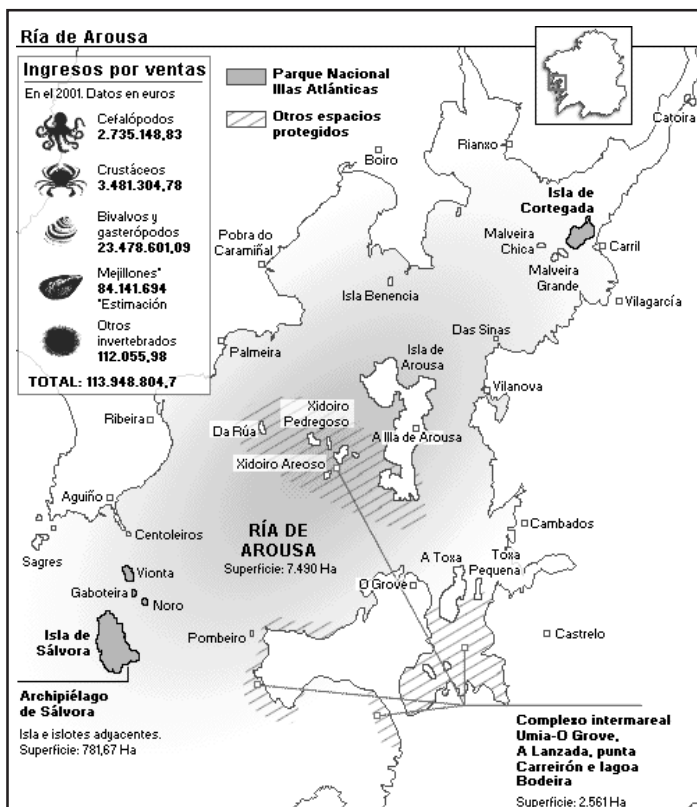 Ría de Arousa
Ingresos por ventas
En el 2001. Datos en euros
Cefalópodos
2.735.148,83
Crustáceos
3.481.304,78
Bivalvos y
gasterópodos
23.478.601,09
Mejillones*
84.141.694
*Estimación
Otros
invertebrados
112.055,98
TOTAL: 113.948.804,7
Parque Nacional
Illas Atlánticas
Otros espacios
protegidos
Catoira
Rianxo
Boiro
Isla de
Cortegada
Malveira
Chica
Carril
Malveira
Grande
Pobra do
Caramiñal
Isla Benencia
Vilagarcía
Das Sinas
Palmeira
Isla de
Arousa
Vilanova
Xidoiro
Pedregoso
Ribeira
Da Rúa
A Illa de Arousa
Xidoiro Areoso
Aguiño
Centoleiros
RÍA DE
AROUSA
Superficie: 7.490 Ha
Cambados
Sagres
A Toxa
Toxa
Pequena
Vionta
O Grove
Gaboteira
Noro
Isla de
Sálvora
Pombeiro
Castrelo
Archipiélago
de Sálvora
Isla e islotes adyacentes.
Superficie: 781,67 Ha
Complexo intermareal
Umia-O Grove,
A Lanzada, punta
Carreirón e lagoa
Bodeira
Superficie: 2.561 Ha